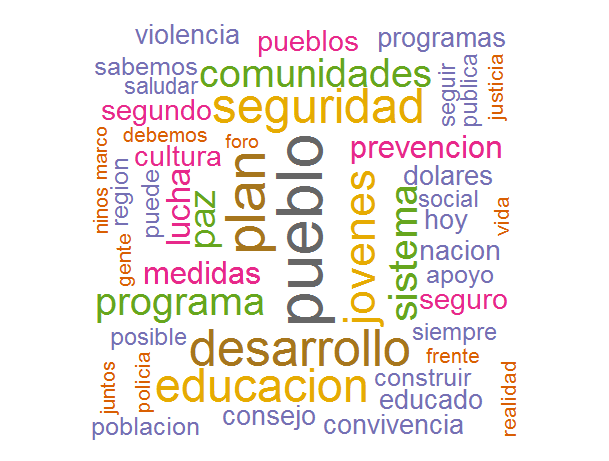 violencia
pueblos
programas
sabemos
comunidades
saludar
seguridad
segundo
seguir
publica
justicia
debemos
foro
cultura
prevencion
ninos
marco
region
puede
lucha
paz
plan
pueblo
jovenes
sistema
dolares
social
hoy
vida
nacion
gente
medidas
apoyo
programa
seguro
posible
desarrollo
siempre
frente
juntos
policia
educacion
construir
educado
realidad
poblacion
consejo
convivencia